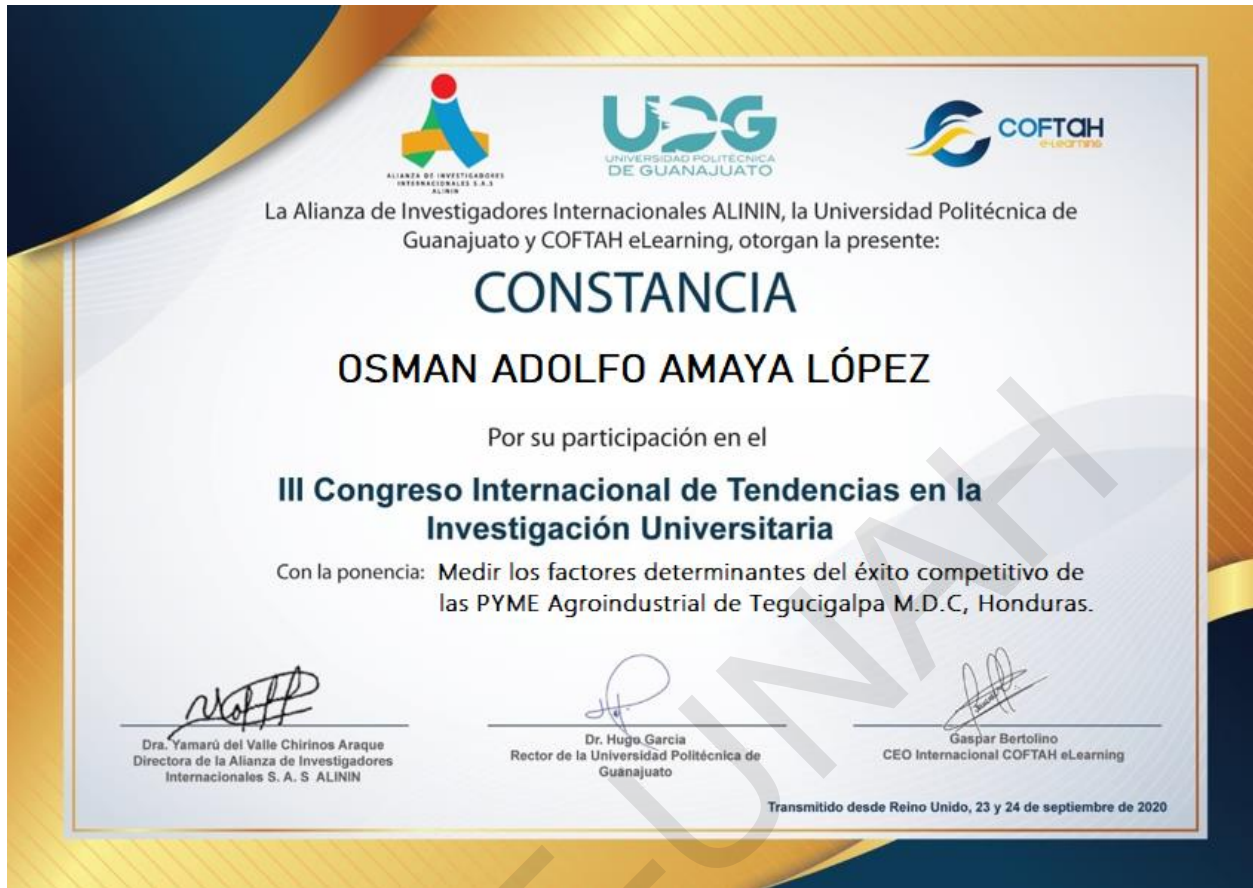 ALIANZA DE INVESTIGADORES
INTERNACIONALES S.A.S
ALININ
UPG
UNIVERSIDAD POLITÉCNICA
DE GUANAJUATO
COFTAH
e-Learning
La Alianza de Investigadores Internacionales ALININ, la Universidad Politécnica de
Guanajuato y COFTAH eLearning, otorgan la presente:
CONSTANCIA
OSMAN ADOLFO AMAYA LÓPEZ
Por su participación en el
III Congreso Internacional de Tendencias en la
Investigación Universitaria
Con la ponencia: Medir los factores determinantes del éxito competitivo de
las PYME Agroindustrial de Tegucigalpa M.D.C, Honduras.
Dra. Yamarú del Valle Chirinos Araque
Directora de la Alianza de Investigadores
Internacionales S. A. S ALININ
Dr. Hugo Garcia
Rector de la Universidad Politécnica de
Guanajuato
Gaspar Bertolino
CEO Internacional COFTAH eLearning
Transmitido desde Reino Unido, 23 y 24 de septiembre de 2020
UNAH